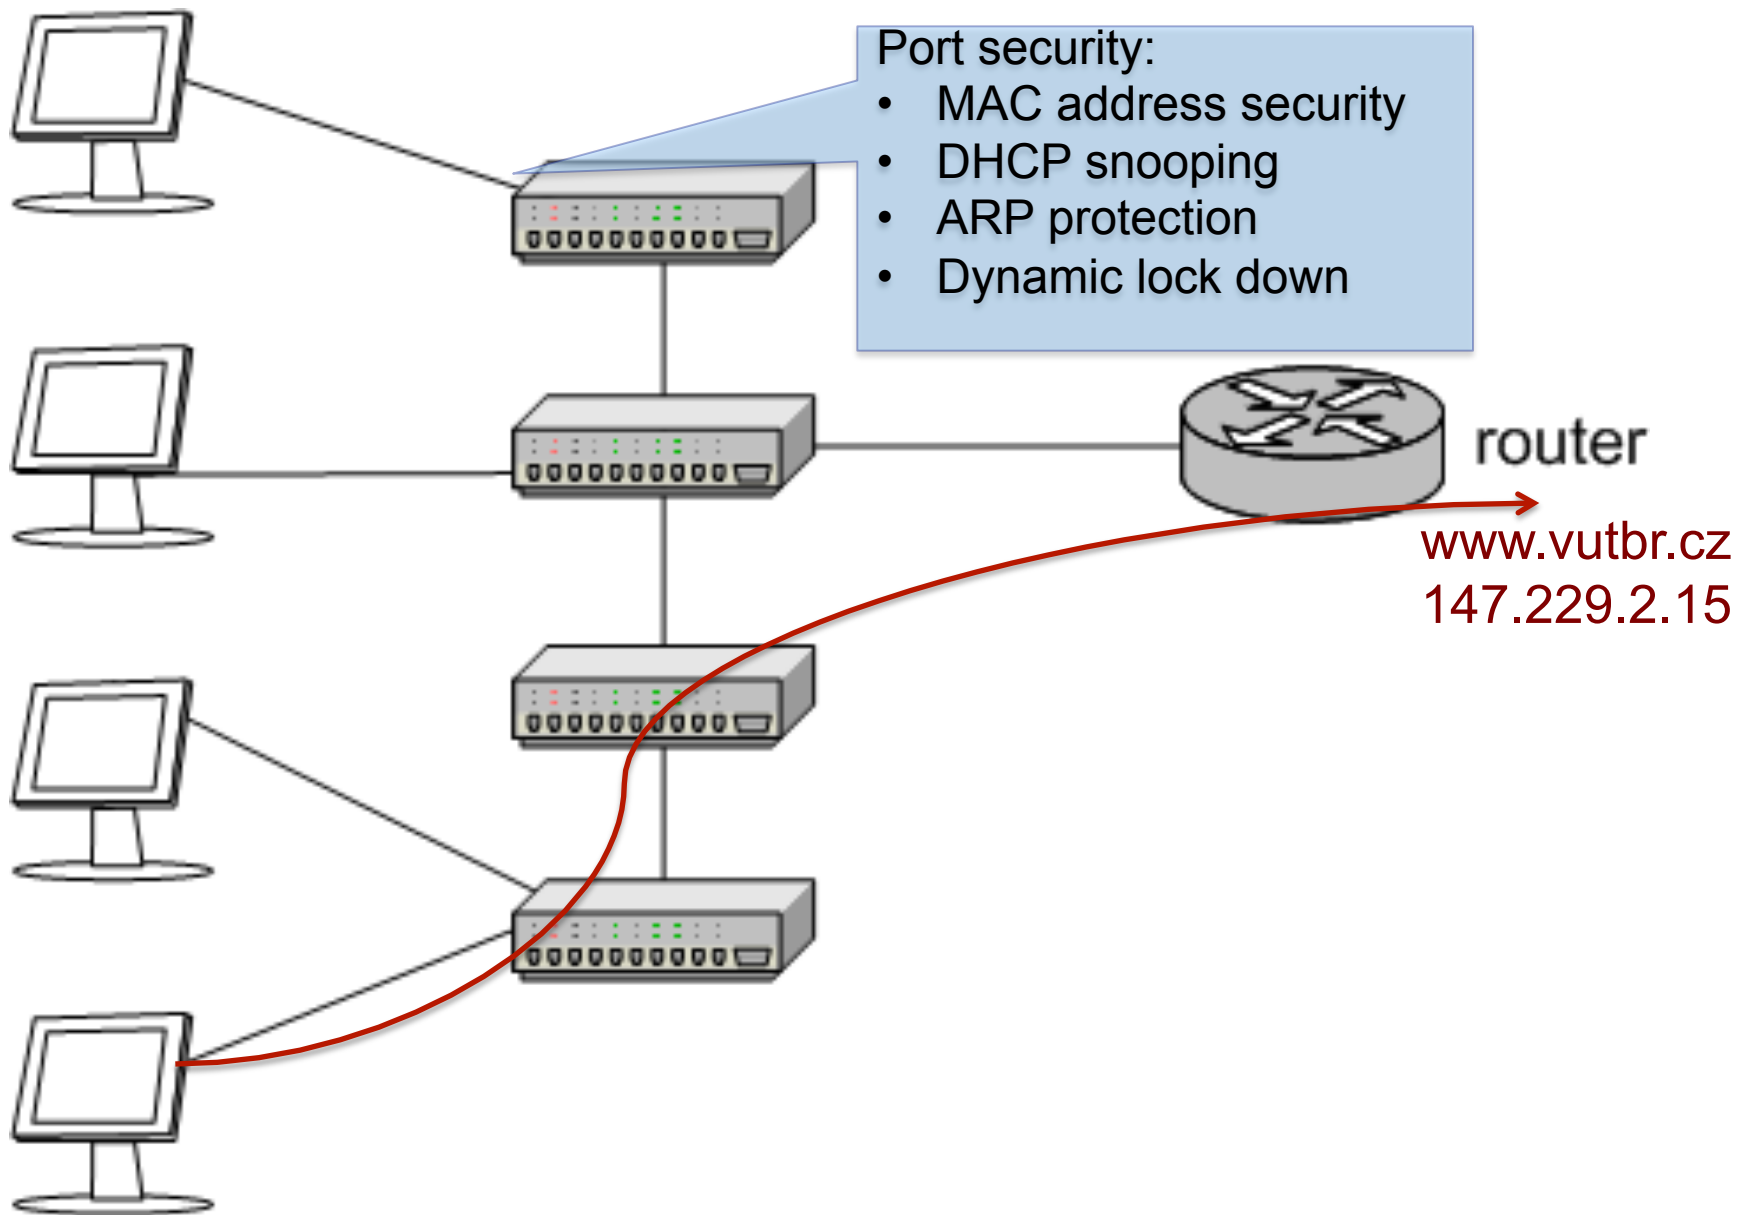 Port security:
• MAC address security
• DHCP snooping
• ARP protection
• Dynamic lock down
router
www.vutbr.cz
147.229.2.15